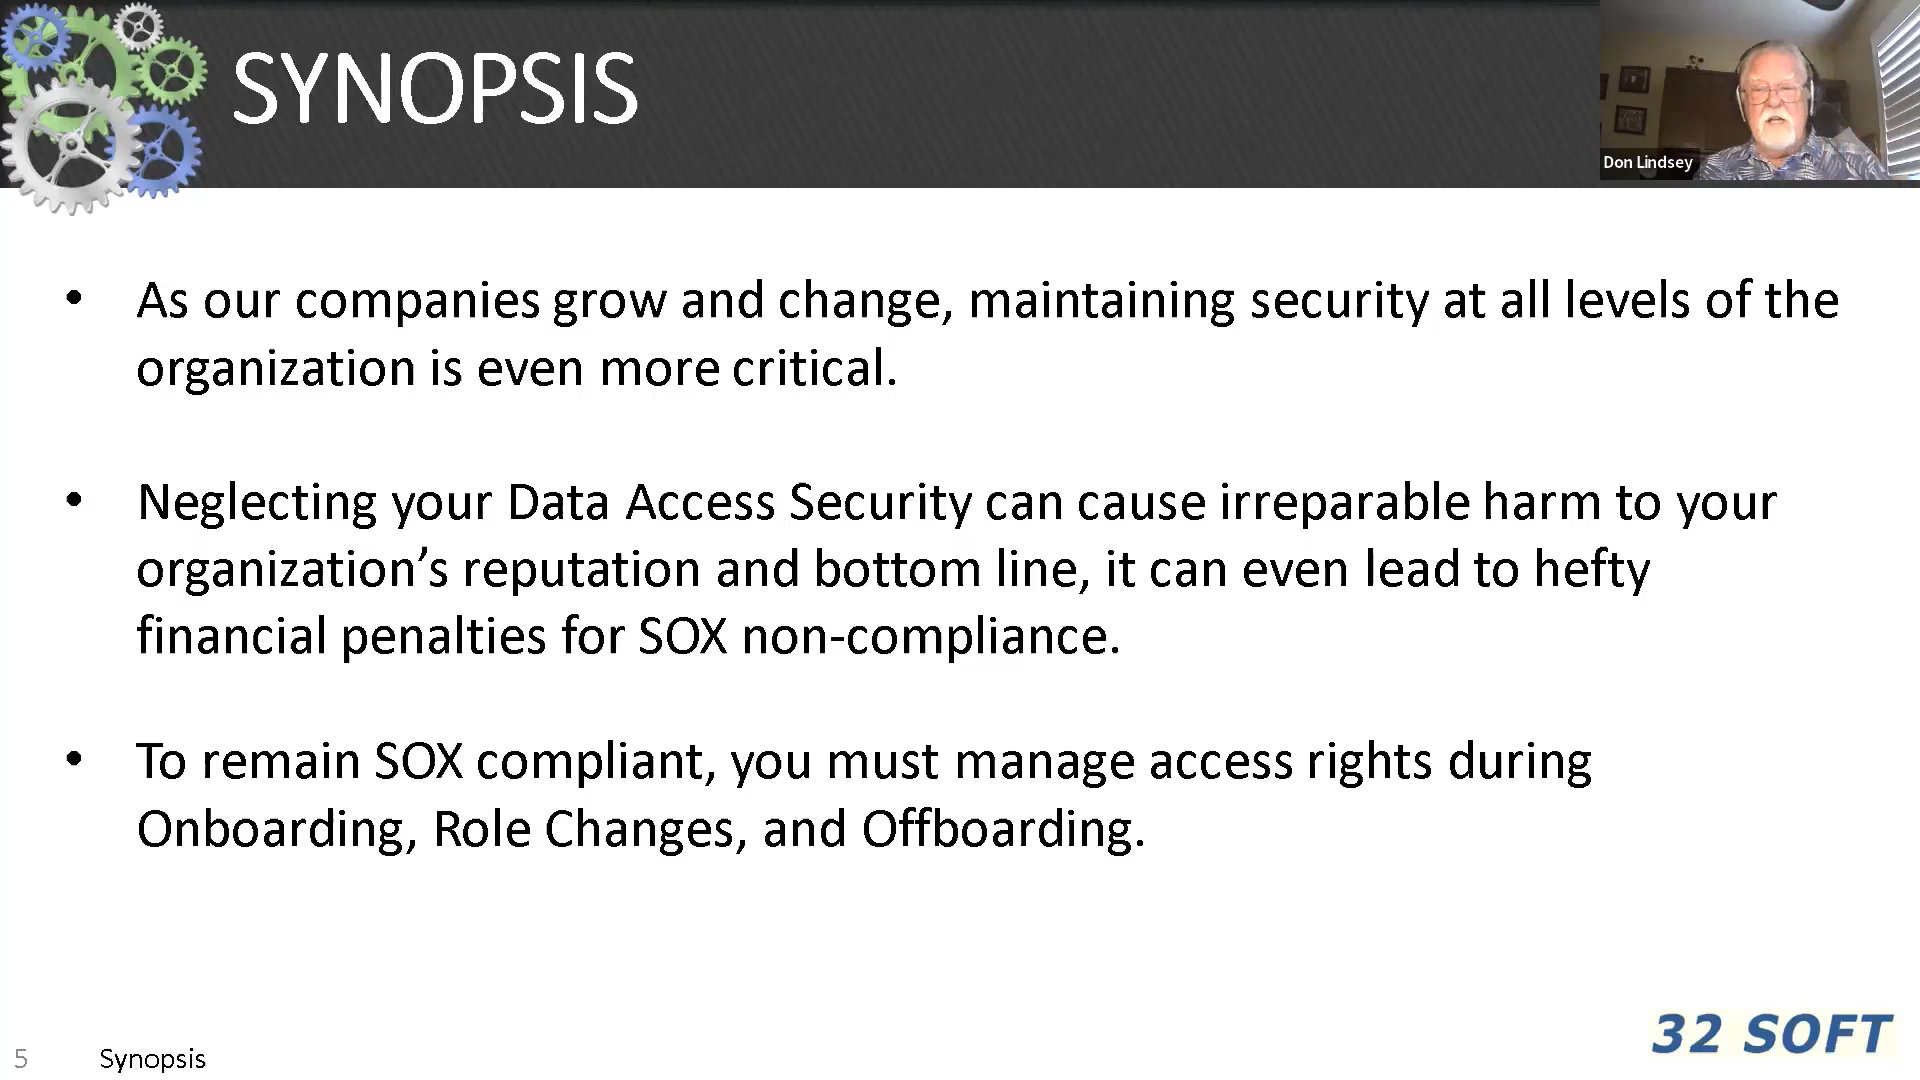 SYNOPSIS
Don Lindsey
• As our companies grow and change, maintaining security at all levels of the
organization is even more critical.
• Neglecting your Data Access Security can cause irreparable harm to your
organization’s reputation and bottom line, it can even lead to hefty
financial penalties for SOX non-compliance.
• To remain SOX compliant, you must manage access rights during
Onboarding, Role Changes, and Offboarding.
32 SOFT
5 Synopsis